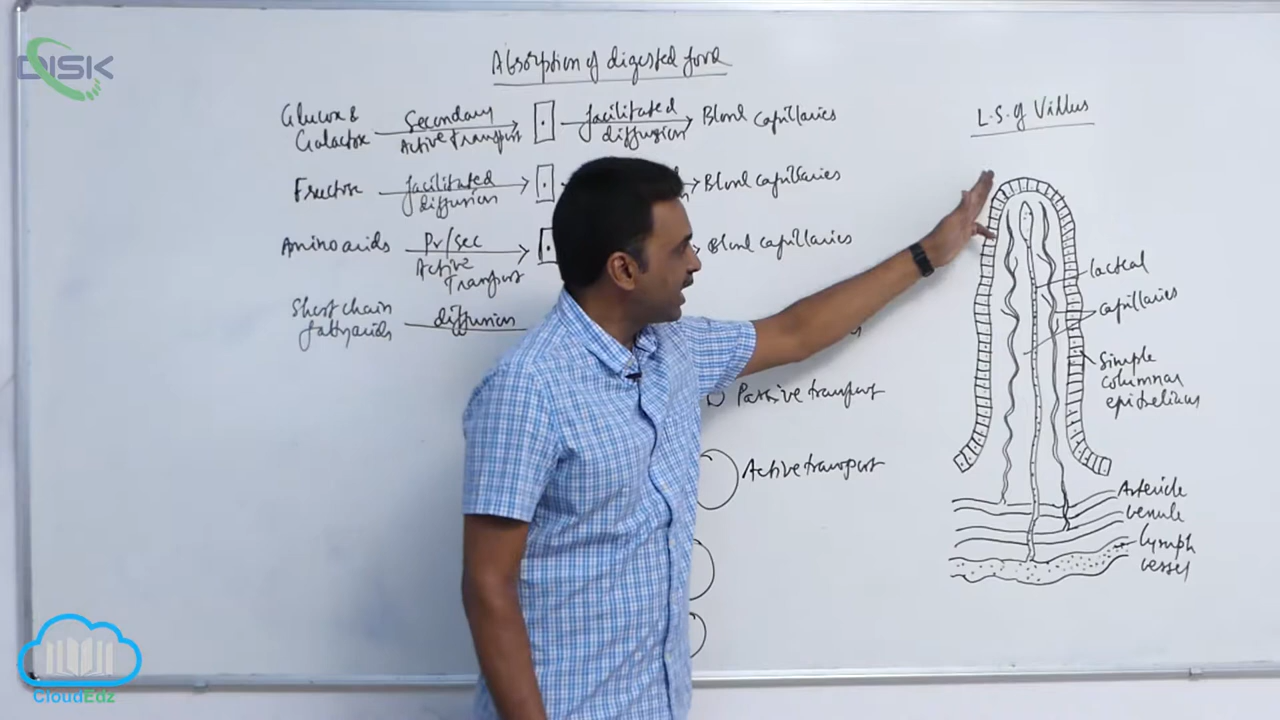 DISK
Absorption of digested food
Glucose &
Galactose
Secondary
Active Transport
facilitated
diffusion
Blood capillaries
Fructose
facilitated
diffusion
Blood capillaries
Amino acids
Pr/Sec
Active
Transport
Blood capillaries
Short chain
fatty acids
diffusion
Passive transport
Active transport
L.S. of Villus
lacteal
capillaries
Simple
columnar
epithelium
Arteriole
venule
Lymph
vessel
CloudEdz